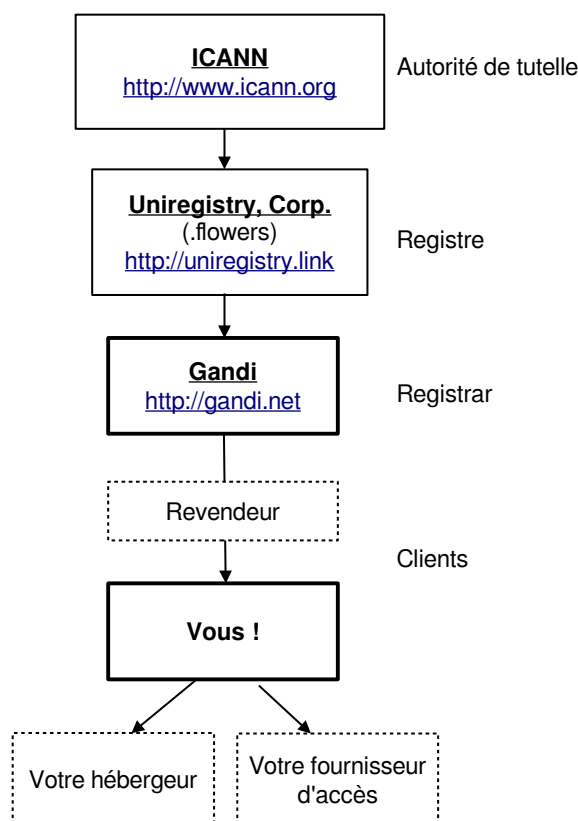 ICANN
http://www.icann.org
Autorité de tutelle
Uniregistry, Corp.
(.flowers)
http://uniregistry.link
Registre
Gandi
http://gandi.net
Registrar
Revendeur
Clients
Vous !
Votre hébergeur
Votre fournisseur
d'accès